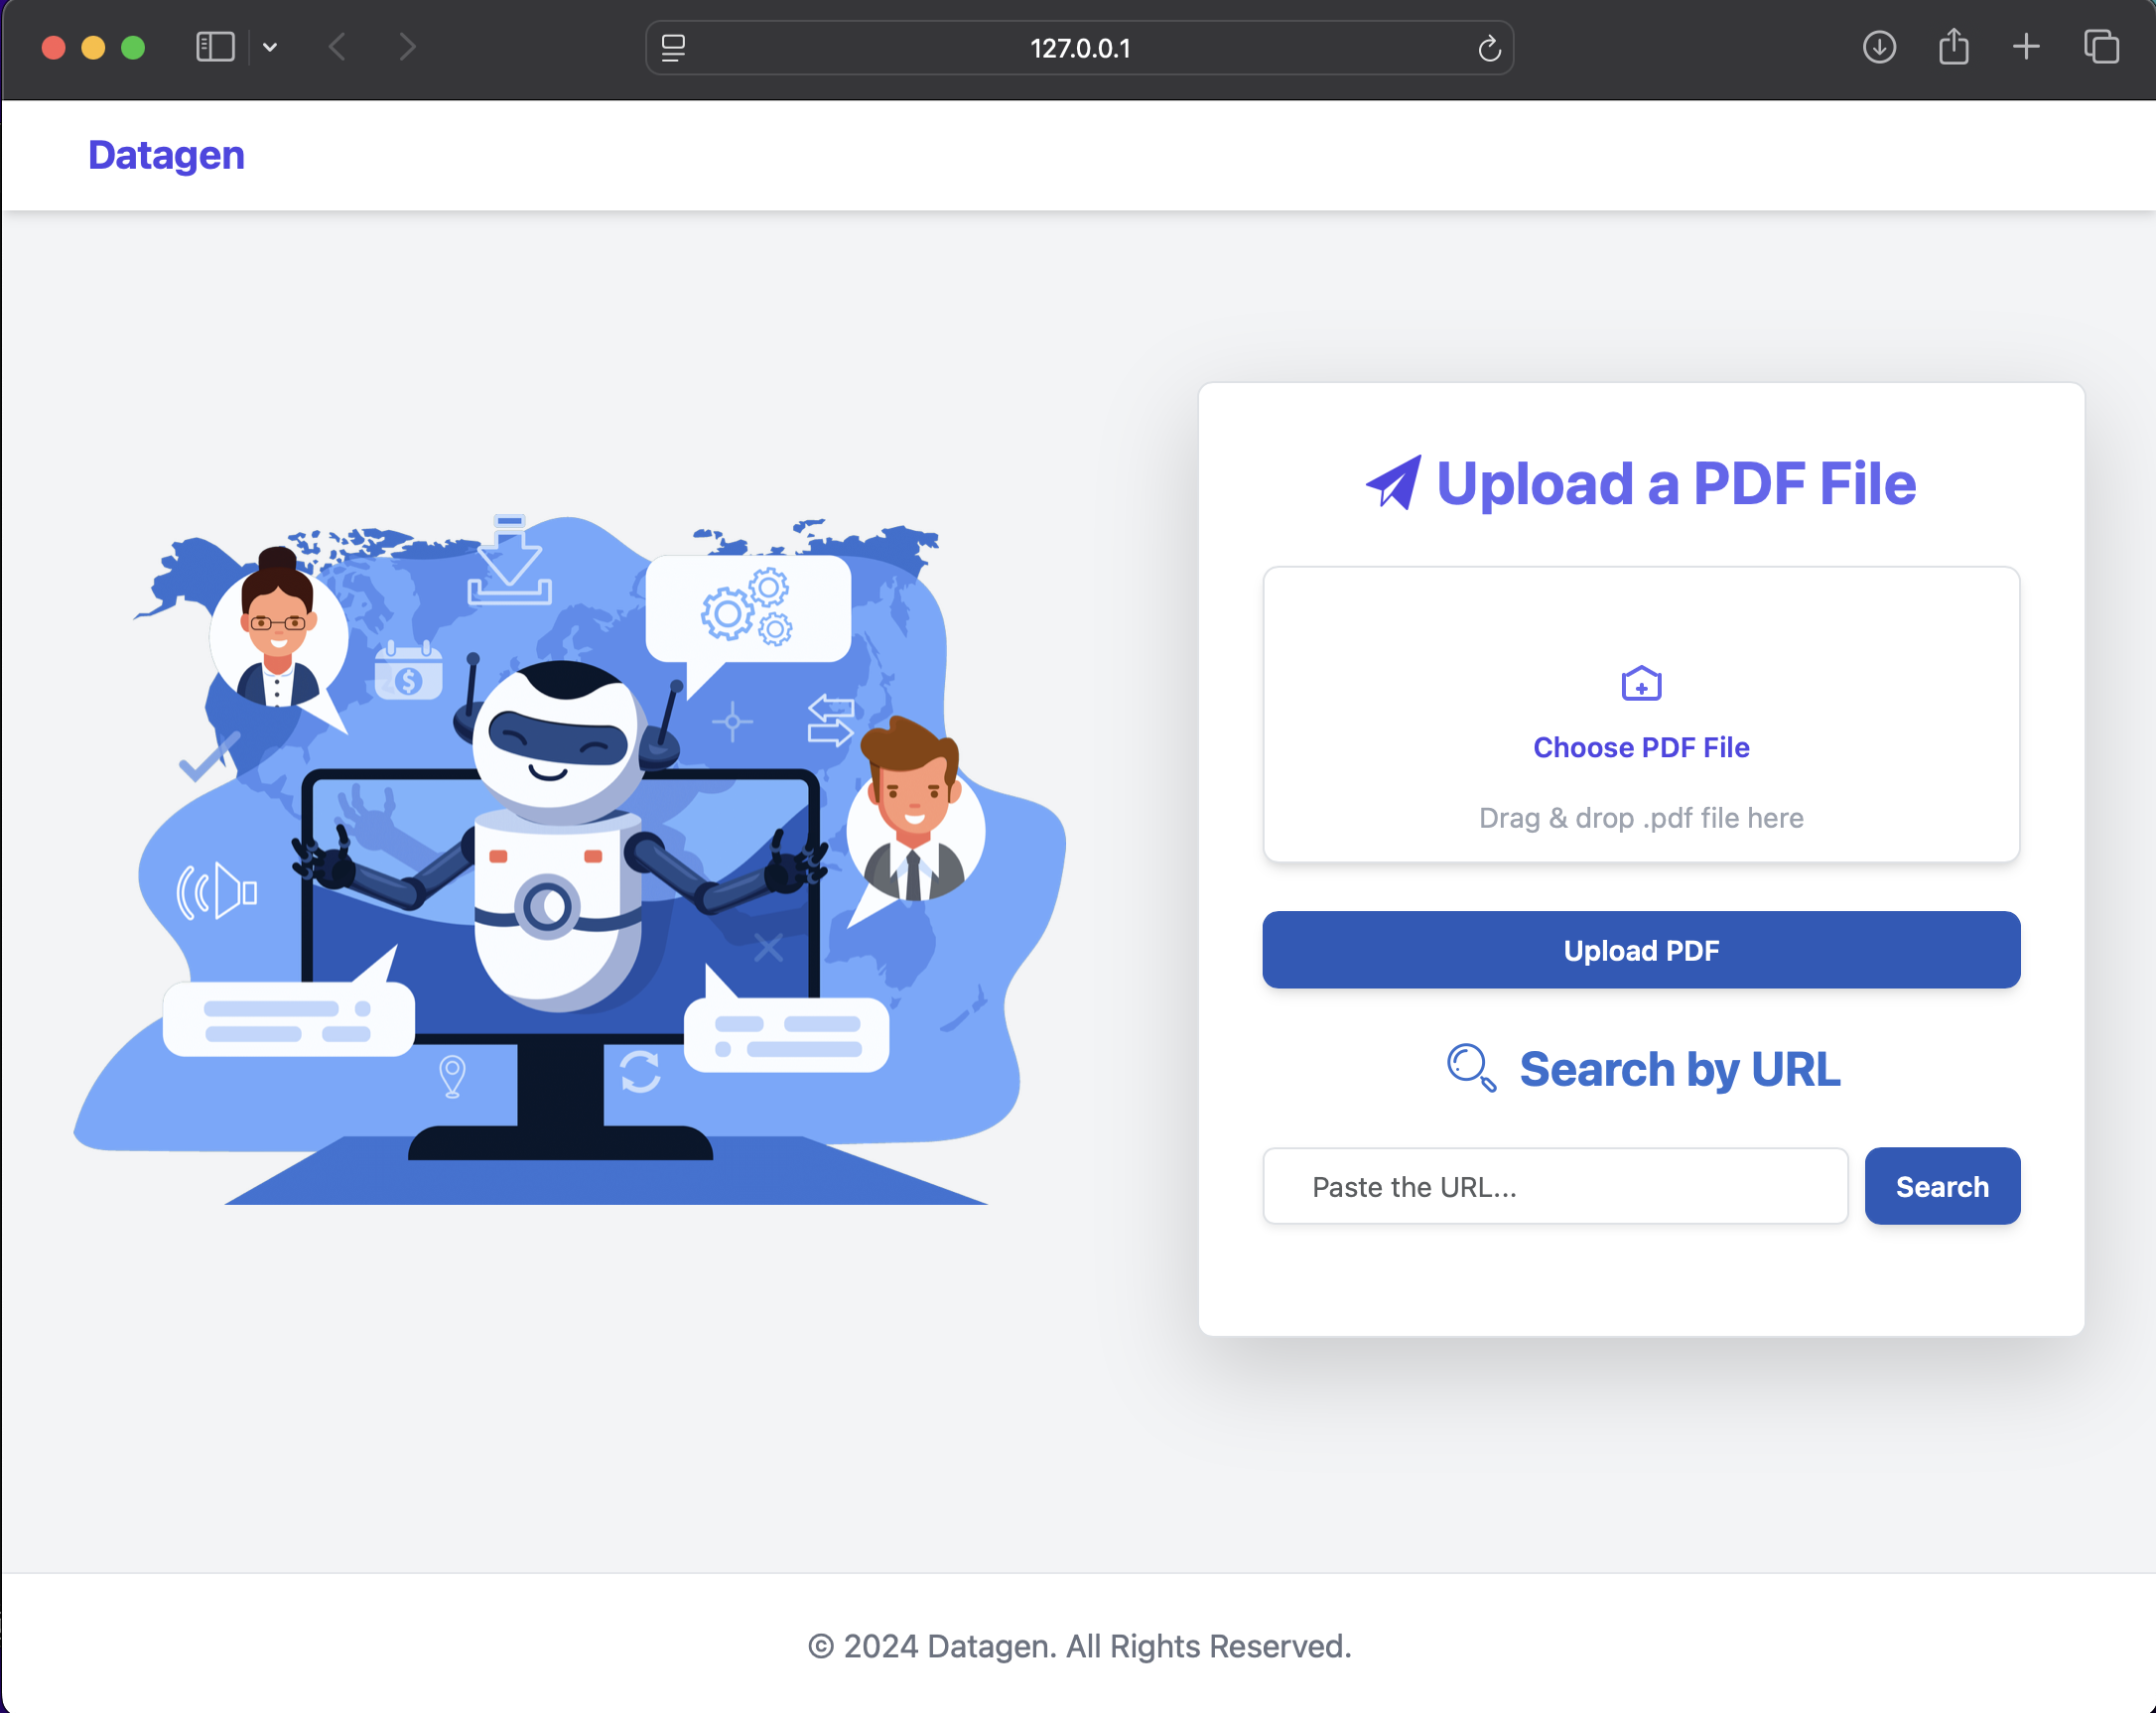 127.0.0.1
Datagen
Upload a PDF File
$
Choose PDF File
Drag & drop .pdf file here
Upload PDF
Search by URL
Paste the URL...
Search
© 2024 Datagen. All Rights Reserved.